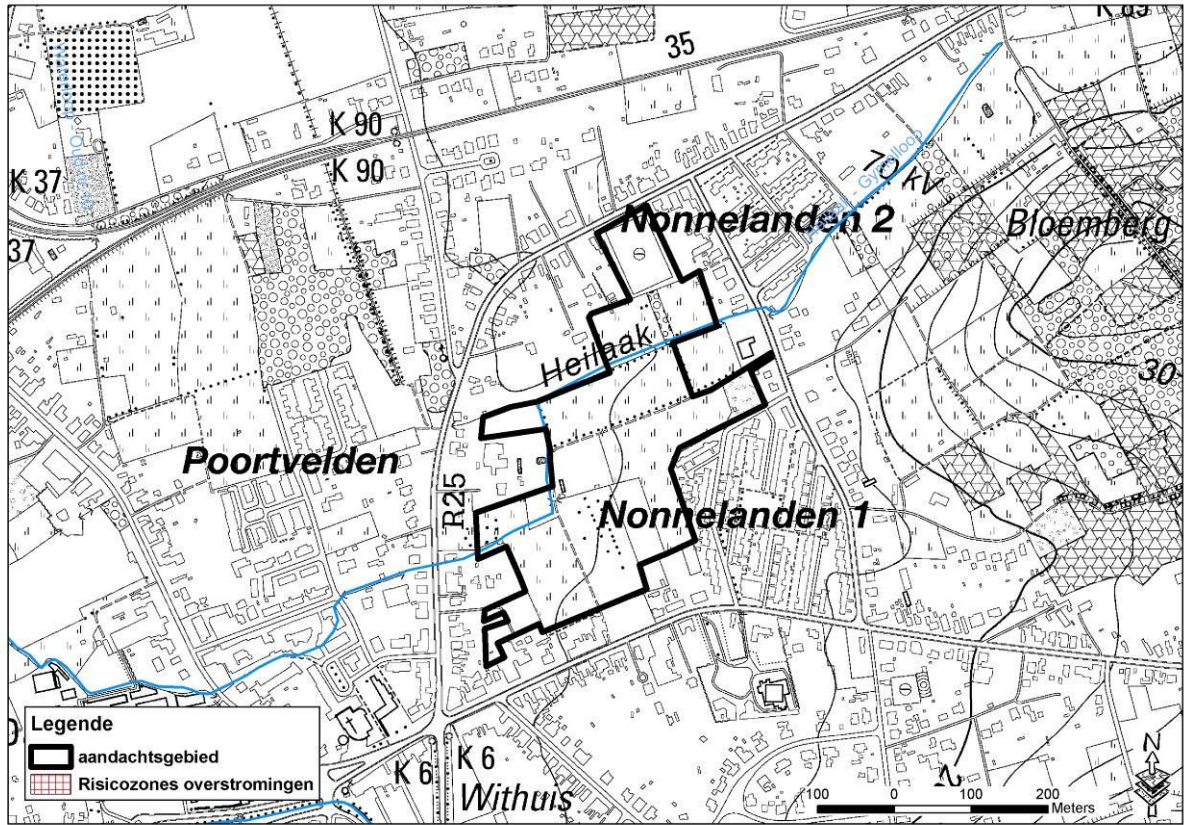 K 89
35
K 90
K 90
K 37
37
70 kV
Nonnelanden 2
Bloemberg
Heilaak
30
Poortvelden
R25
Nonnelanden 1
Legende
aandachtsgebied
Risicozones overstromingen
K 6
K 6
Withuis
N
100 0 100 200 Meters